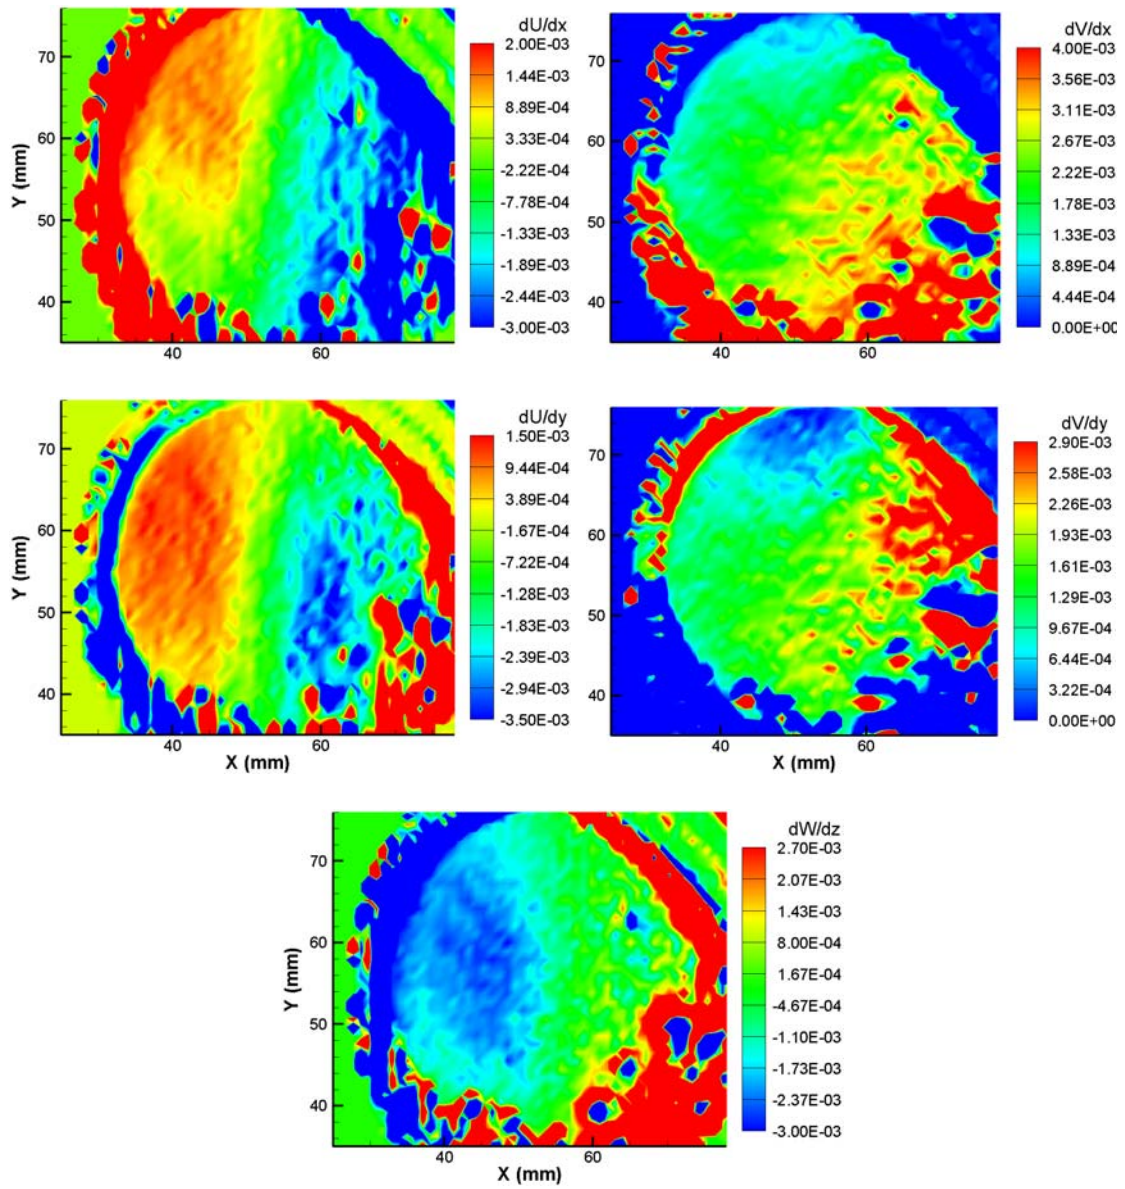 dU/dx
2.00E-03
1.44E-03
8.89E-04
3.33E-04
-2.22E-04
-7.78E-04
-1.33E-03
-1.89E-03
-2.44E-03
-3.00E-03
Y (mm)
70
60
50
40
40 60
dV/dx
4.00E-03
3.56E-03
3.11E-03
2.67E-03
2.22E-03
1.78E-03
1.33E-03
8.89E-04
4.44E-04
0.00E+00
70
60
50
40
40 60
dU/dy
1.50E-03
9.44E-04
3.89E-04
-1.67E-04
-7.22E-04
-1.28E-03
-1.83E-03
-2.39E-03
-2.94E-03
-3.50E-03
Y (mm)
70
60
50
40
40 60
X (mm)
dV/dy
2.90E-03
2.58E-03
2.26E-03
1.93E-03
1.61E-03
1.29E-03
9.67E-04
6.44E-04
3.22E-04
0.00E+00
70
60
50
40
40 60
X (mm)
dW/dz
2.70E-03
2.07E-03
1.43E-03
8.00E-04
1.67E-04
-4.67E-04
-1.10E-03
-1.73E-03
-2.37E-03
-3.00E-03
Y (mm)
70
60
50
40
40 60
X (mm)